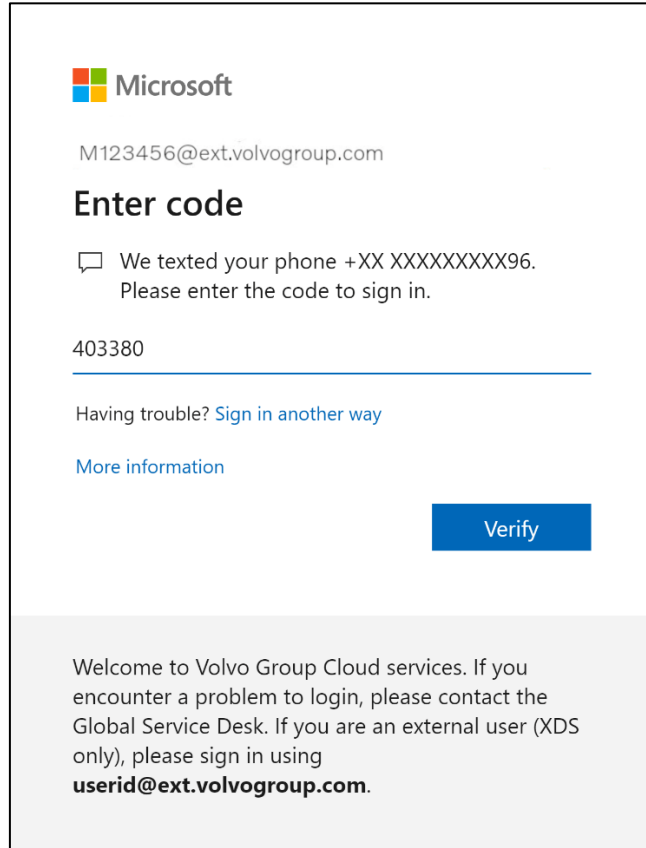 Microsoft
M123456@ext.volvogroup.com
Enter code
We texted your phone +XX XXXXXXXXX96.
Please enter the code to sign in.
403380
Having trouble? Sign in another way
More information
Verify
Welcome to Volvo Group Cloud services. If you
encounter a problem to login, please contact the
Global Service Desk. If you are an external user (XDS
only), please sign in using
userid@ext.volvogroup.com.